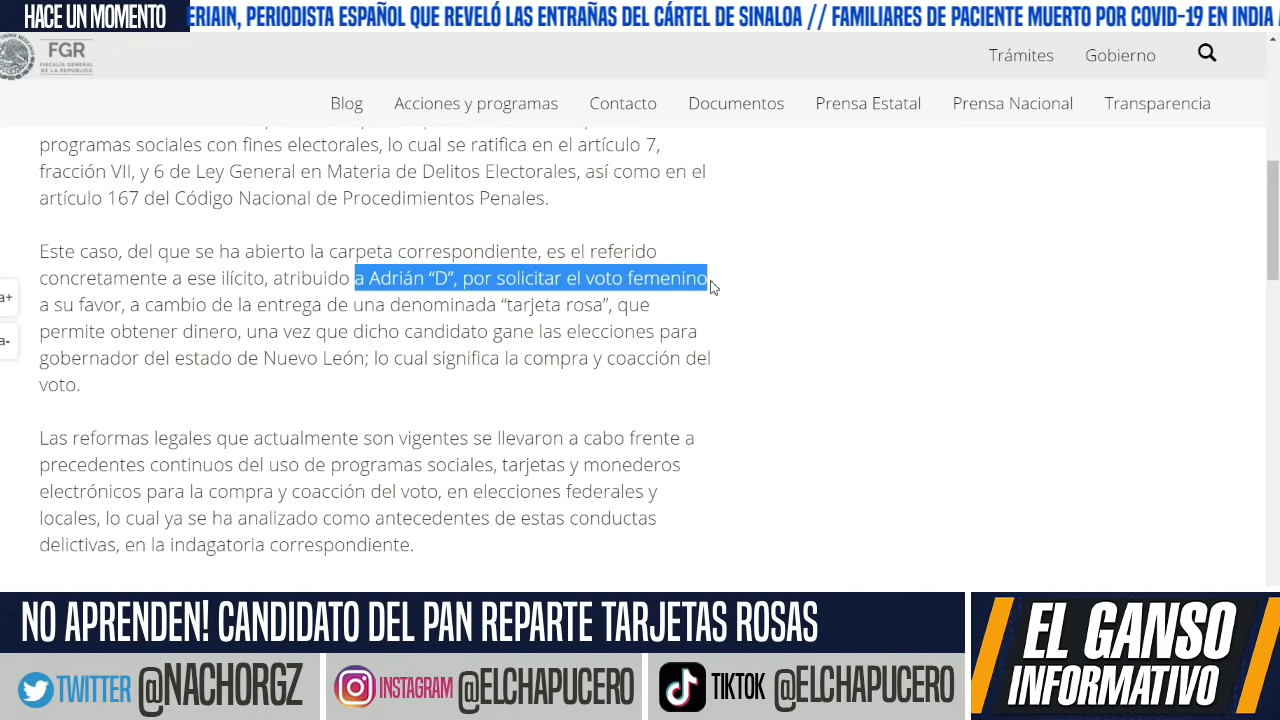 HACE UN MOMENTO
ERIAIN, PERIODISTA ESPAÑOL QUE REVELÓ LAS ENTRAÑAS DEL CÁRTEL DE SINALOA // FAMILIARES DE PACIENTE MUERTO POR COVID-19 EN INDIA
FGR
FISCALÍA GENERAL
DE LA REPÚBLICA
Trámites Gobierno
Blog Acciones y programas Contacto Documentos Prensa Estatal Prensa Nacional Transparencia
programas sociales con fines electorales, lo cual se ratifica en el artículo 7,
fracción VII, y 6 de Ley General en Materia de Delitos Electorales, así como en el
artículo 167 del Código Nacional de Procedimientos Penales.
Este caso, del que se ha abierto la carpeta correspondiente, es el referido
concretamente a ese ilícito, atribuido a Adrián “D”, por solicitar el voto femenino
a su favor, a cambio de la entrega de una denominada “tarjeta rosa”, que
permite obtener dinero, una vez que dicho candidato gane las elecciones para
gobernador del estado de Nuevo León; lo cual significa la compra y coacción del
voto.
a+
a-
Las reformas legales que actualmente son vigentes se llevaron a cabo frente a
precedentes continuos del uso de programas sociales, tarjetas y monederos
electrónicos para la compra y coacción del voto, en elecciones federales y
locales, lo cual ya se ha analizado como antecedentes de estas conductas
delictivas, en la indagatoria correspondiente.
NO APRENDEN! CANDIDATO DEL PAN REPARTE TARJETAS ROSAS
EL GANSO
INFORMATIVO
TWITTER @NACHORGZ
INSTAGRAM @ELCHAPUCERO
TIKTOK @ELCHAPUCERO